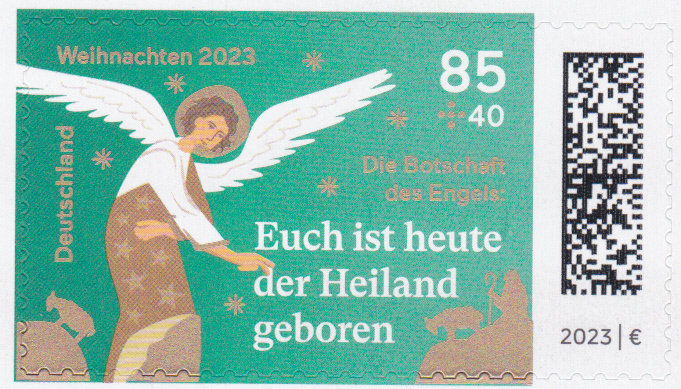 Weihnachten 2023
Deutschland
85
+40
Die Botschaft
des Engels:
Euch ist heute
der Heiland
geboren
2023 | €